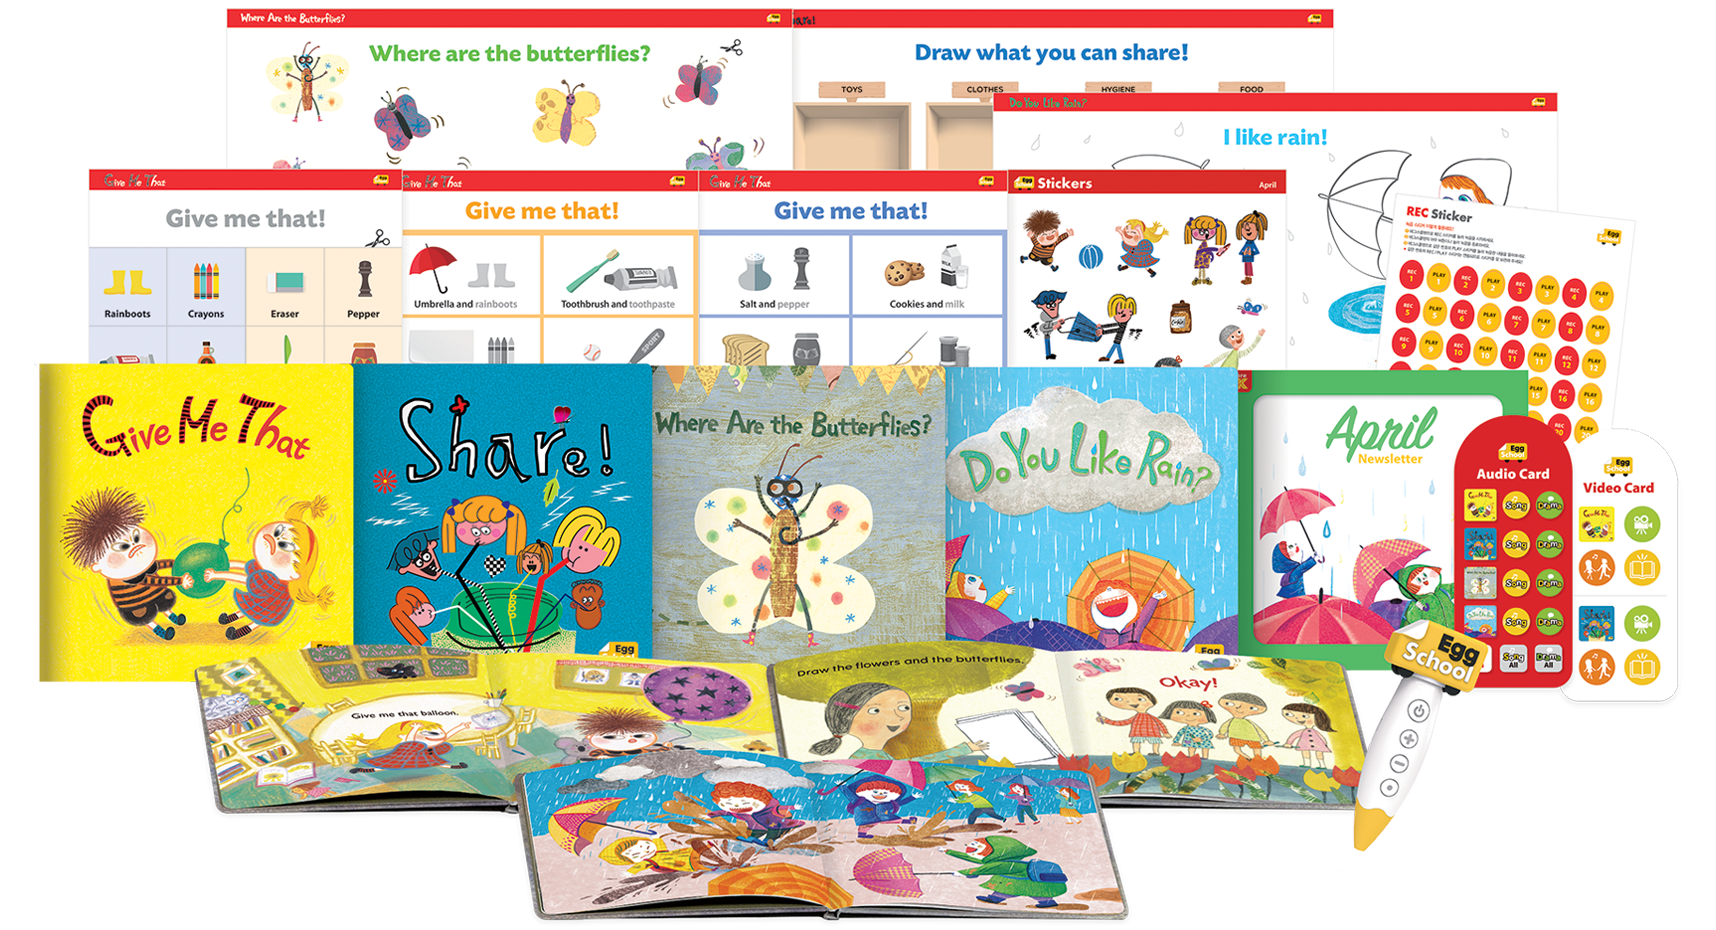 Where Are the Butterflies?
Where are the butterflies?
Draw what you can share!
TOYS
CLOTHES
HYGIENE
FOOD
Do You Like Rain?
I like rain!
Give Me That
Give me that!
Rainboots
Crayons
Eraser
Pepper
Give Me That
Give me that!
Umbrella and rainboots
Toothbrush and toothpaste
SPORT
Give Me That
Give me that!
Salt and pepper
Cookies and milk
Egg
Stickers
April
REC Sticker
Egg School
REC 1
PLAY 1
REC 2
PLAY 2
REC 3
PLAY 3
REC 4
PLAY 4
REC 5
PLAY 5
REC 6
PLAY 6
REC 7
PLAY 7
REC 8
PLAY 8
REC 9
PLAY 9
REC 10
PLAY 10
REC 11
PLAY 11
REC 12
PLAY 12
PLAY 15
REC 16
PLAY 16
Give Me That
Share!
Egg
Where Are the Butterflies?
Do You Like Rain?
Egg
April
Newsletter
Egg School
Audio Card
Song
Drama
Song
Drama
Song
Drama
Song
Drama
Song All
Drama All
Egg School
Video Card
Egg School
Give me that balloon.
Draw the flowers and the butterflies.
Okay!